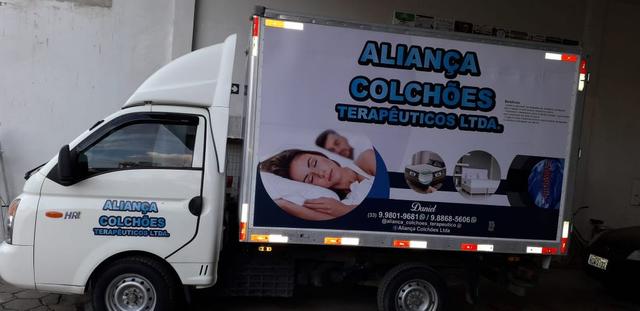 ALIANÇA
COLCHÕES
TERAPÊUTICOS LTDA.
Daniel
(33) 9.9801-9681 / 9.8868-5606
@alianca_colchoes_terapeutico
Aliança Colchões Ltda
ALIANÇA
COLCHÕES
TERAPÊUTICOS LTDA.
HR